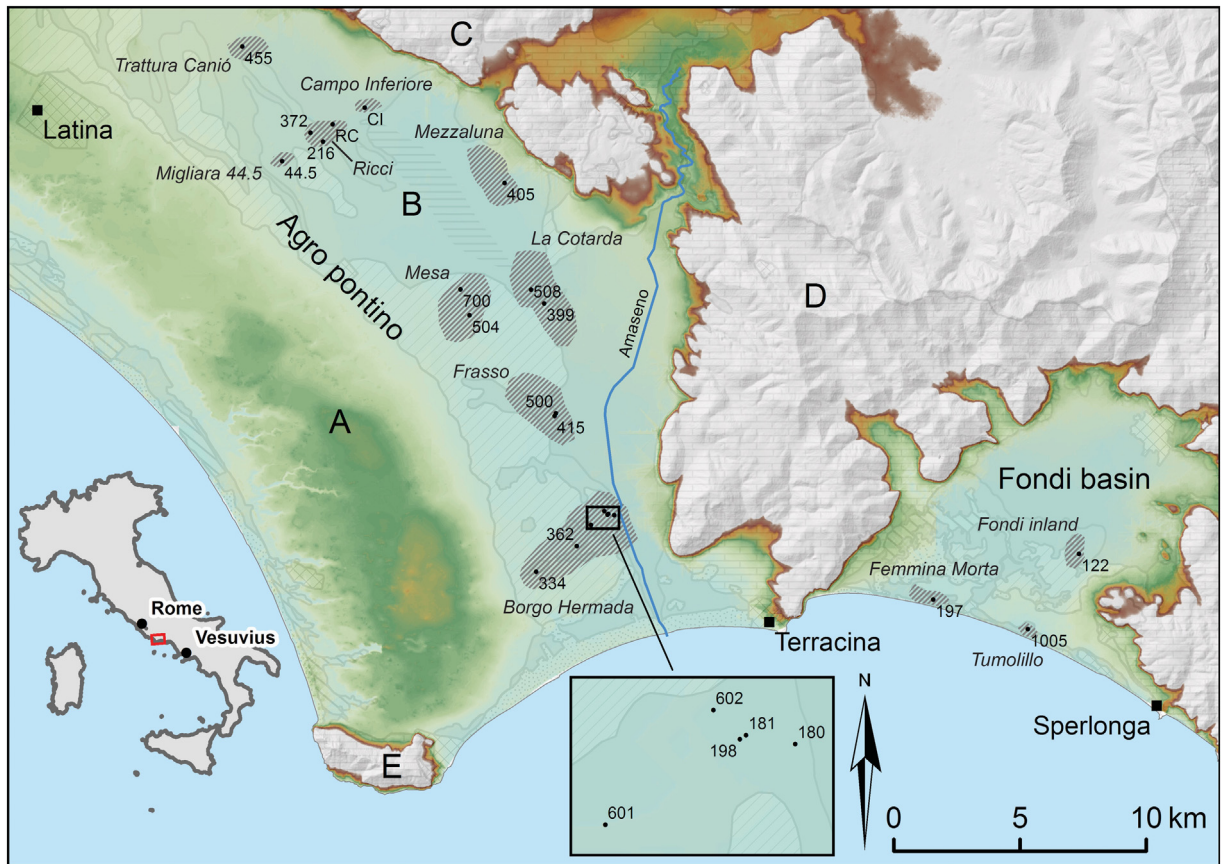 C
455
Trattura Canió
Campo Inferiore
Latina
CI
372
RC
Mezzaluna
216
Ricci
Migliara 44.5
44.5
405
B
Agro pontino
La Cotarda
Mesa
508
700
399
504
Amaseno
D
Frasso
500
415
A
Fondi basin
Fondi inland
362
122
Femmina Morta
334
197
Borgo Hermada
1005
Rome
Terracina
Tumolillo
Vesuvius
N
602
181
180
198
Sperlonga
E
601
0 5 10 km